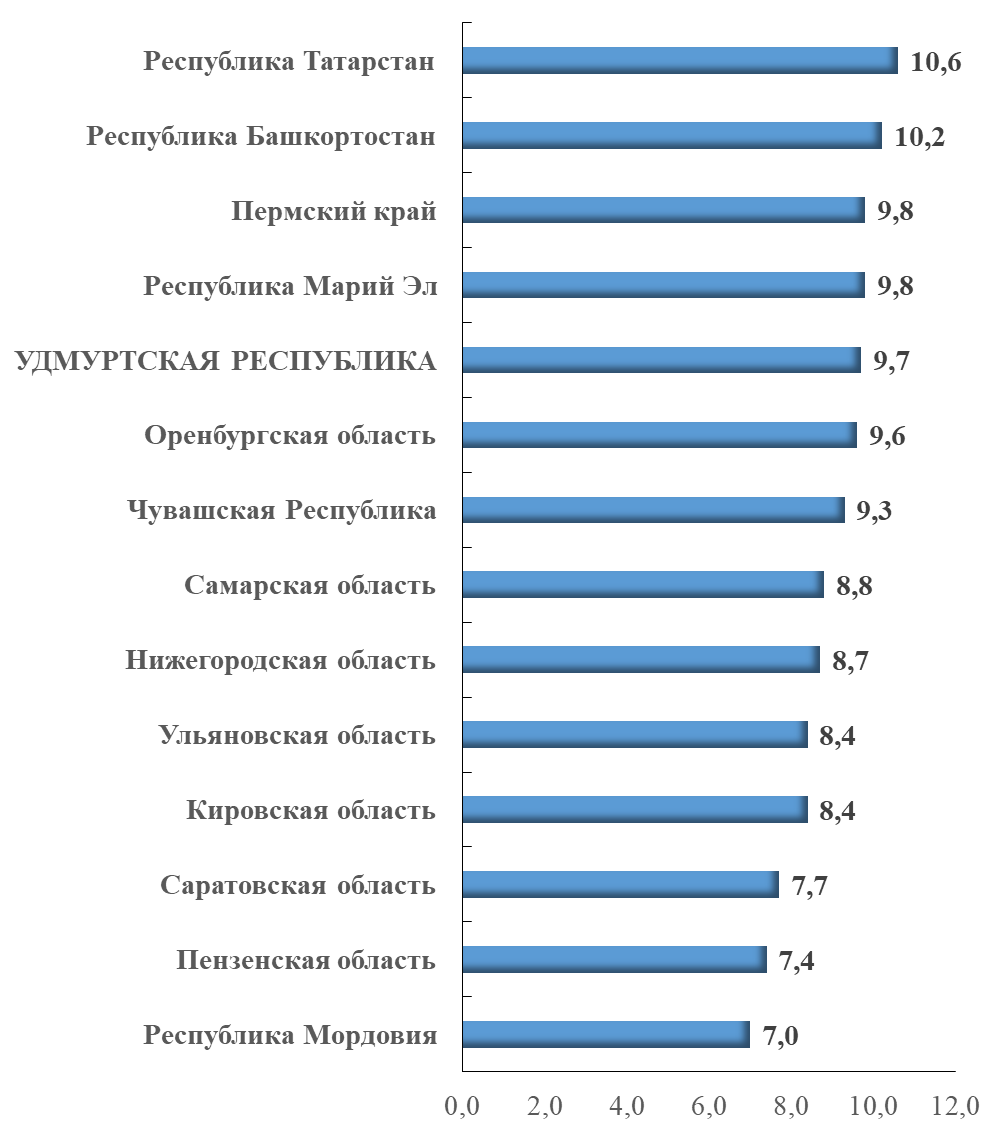 Республика Татарстан 10,6
Республика Башкортостан 10,2
Пермский край 9,8
Республика Марий Эл 9,8
УДМУРТСКАЯ РЕСПУБЛИКА 9,7
Оренбургская область 9,6
Чувашская Республика 9,3
Самарская область 8,8
Нижегородская область 8,7
Ульяновская область 8,4
Кировская область 8,4
Саратовская область 7,7
Пензенская область 7,4
Республика Мордовия 7,0
0,0 2,0 4,0 6,0 8,0 10,0 12,0